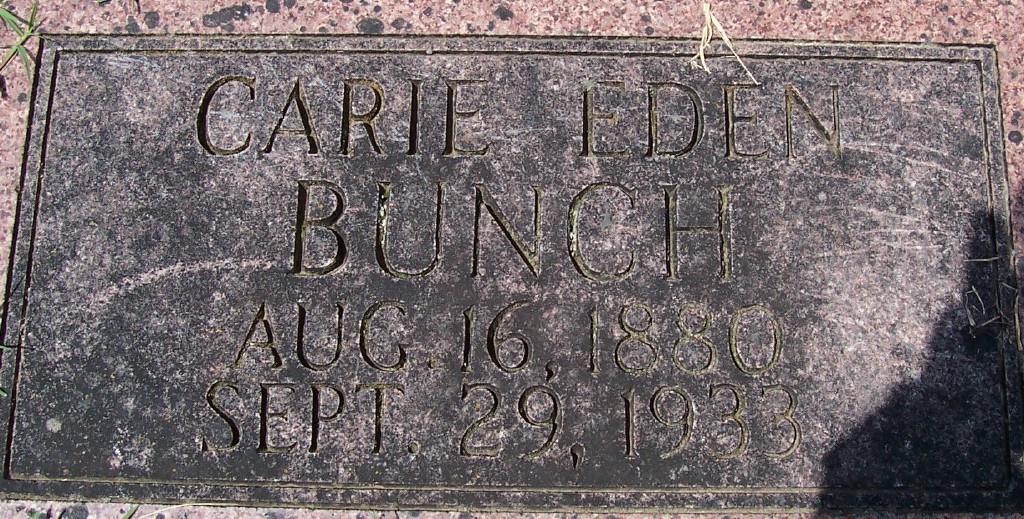 CARIE EDEN
BUNCH
AUG. 16, 1880
SEPT. 29, 1933